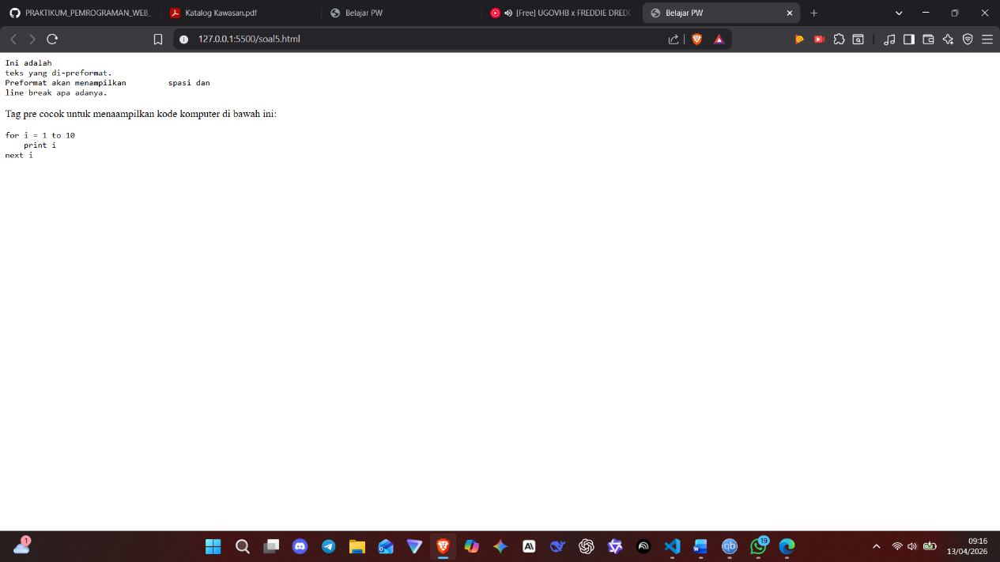 PRAKTIKUM_PEMROGRAMAN_WEB_
Katalog Kawasan.pdf
Belajar PW
[Free] UGOVHB x FREDDIE DREDD
Belajar PW
127.0.0.1:5500/soal5.html
Ini adalah
teks yang di-preformat.
Preformat akan menampilkan         spasi dan
line break apa adanya.
Tag pre cocok untuk menaampilkan kode komputer di bawah ini:
for i = 1 to 10
    print i
next i
1
19
09:16
13/04/2026